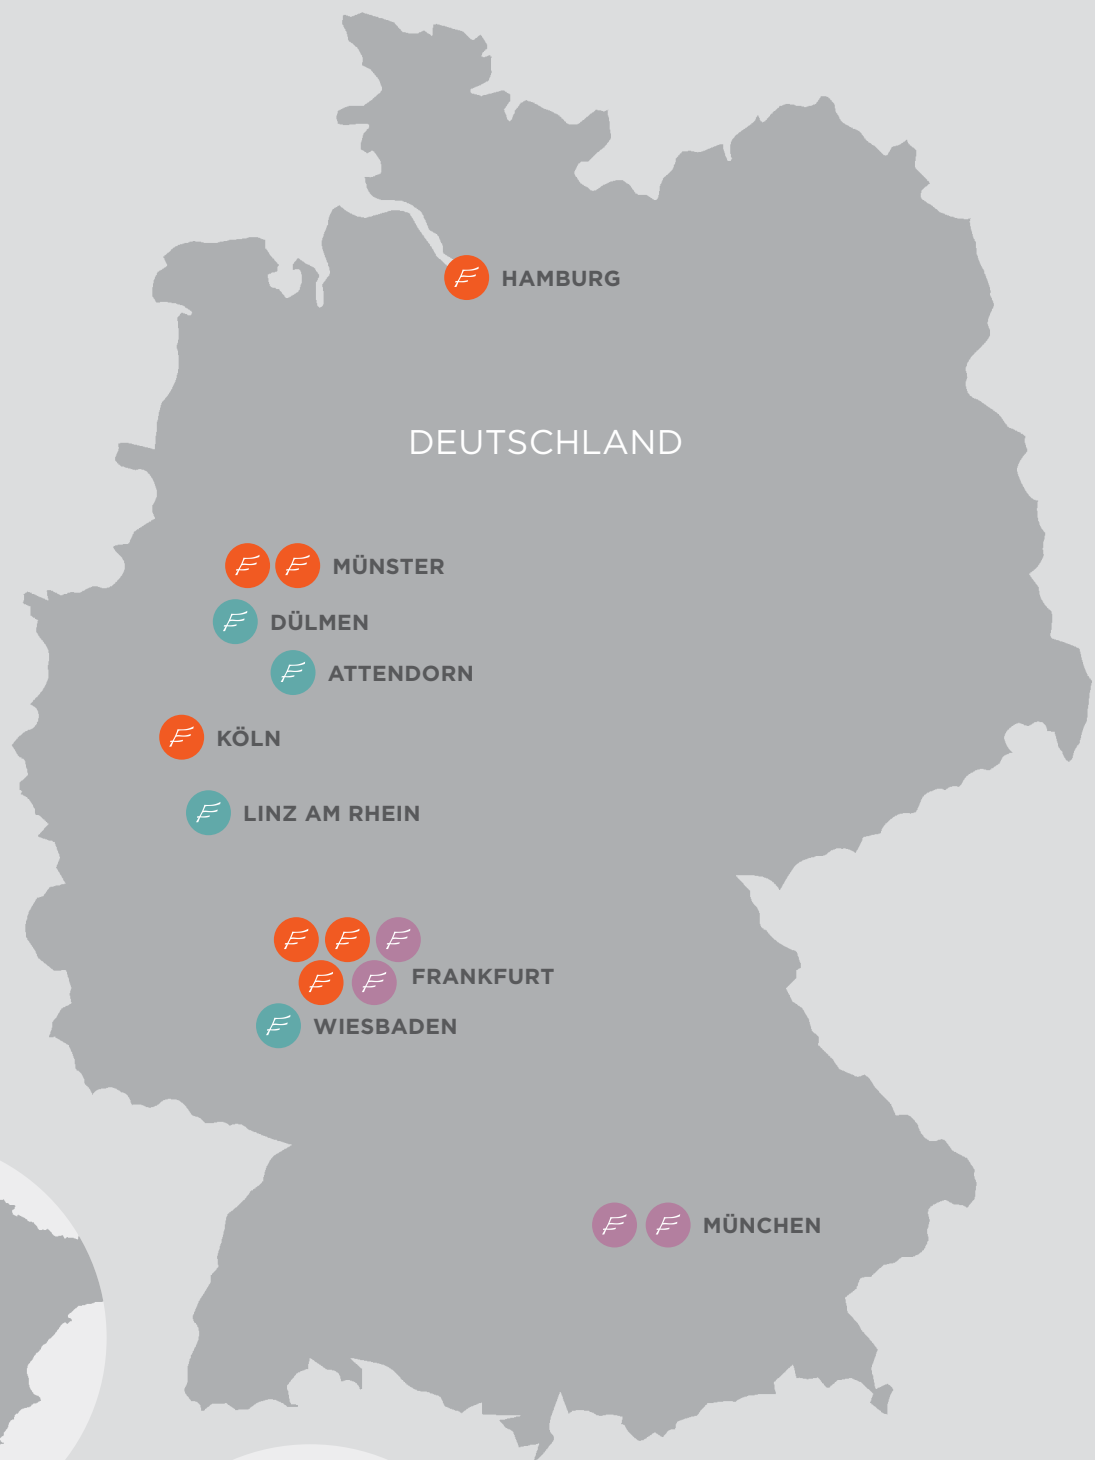 HAMBURG
DEUTSCHLAND
MÜNSTER
DÜLMEN
ATTENDORN
KÖLN
LINZ AM RHEIN
FRANKFURT
WIESBADEN
MÜNCHEN